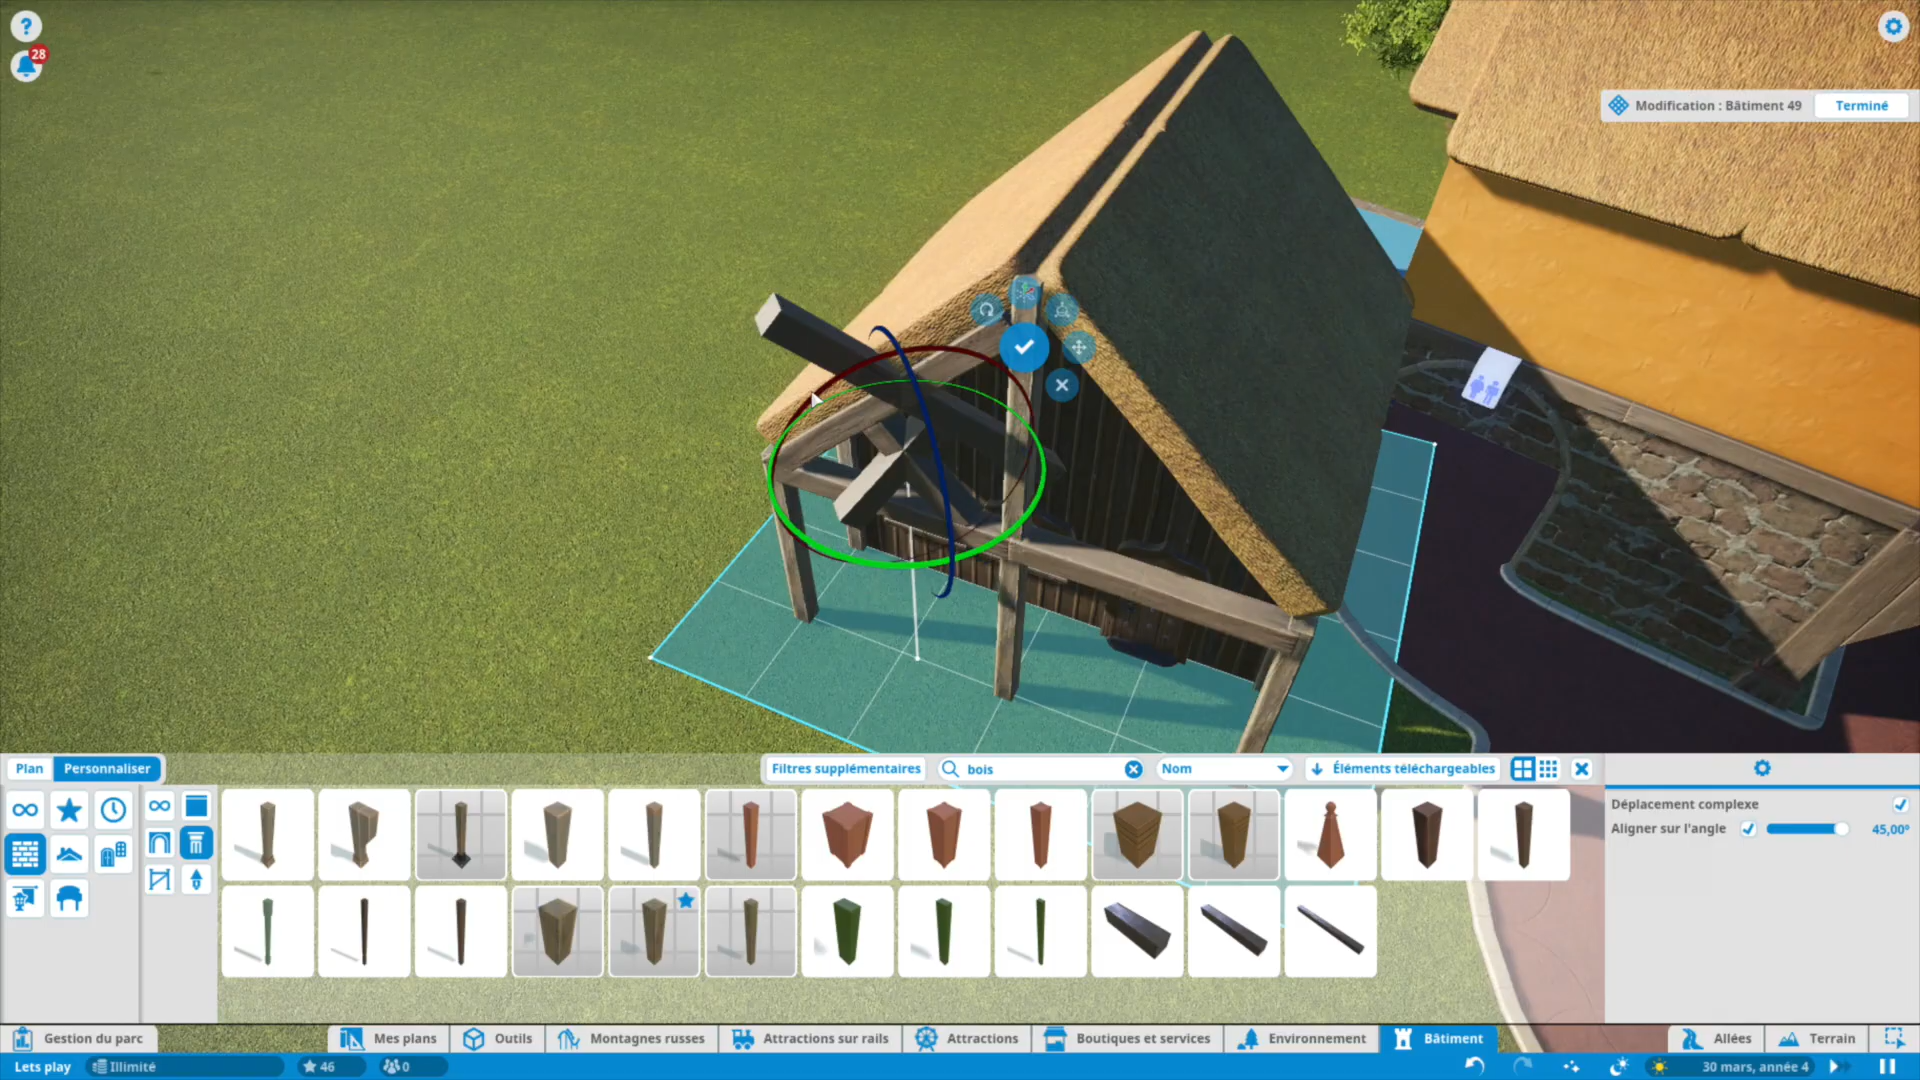 ?
28
Modification : Bâtiment 49
Terminé
Plan
Personnaliser
Filtres supplémentaires
bois
Nom
Éléments téléchargeables
Déplacement complexe
Aligner sur l'angle
45,00°
Gestion du parc
Mes plans
Outils
Montagnes russes
Attractions sur rails
Attractions
Boutiques et services
Environnement
Bâtiment
Allées
Terrain
Lets play
Illimité
46
0
30 mars, année 4